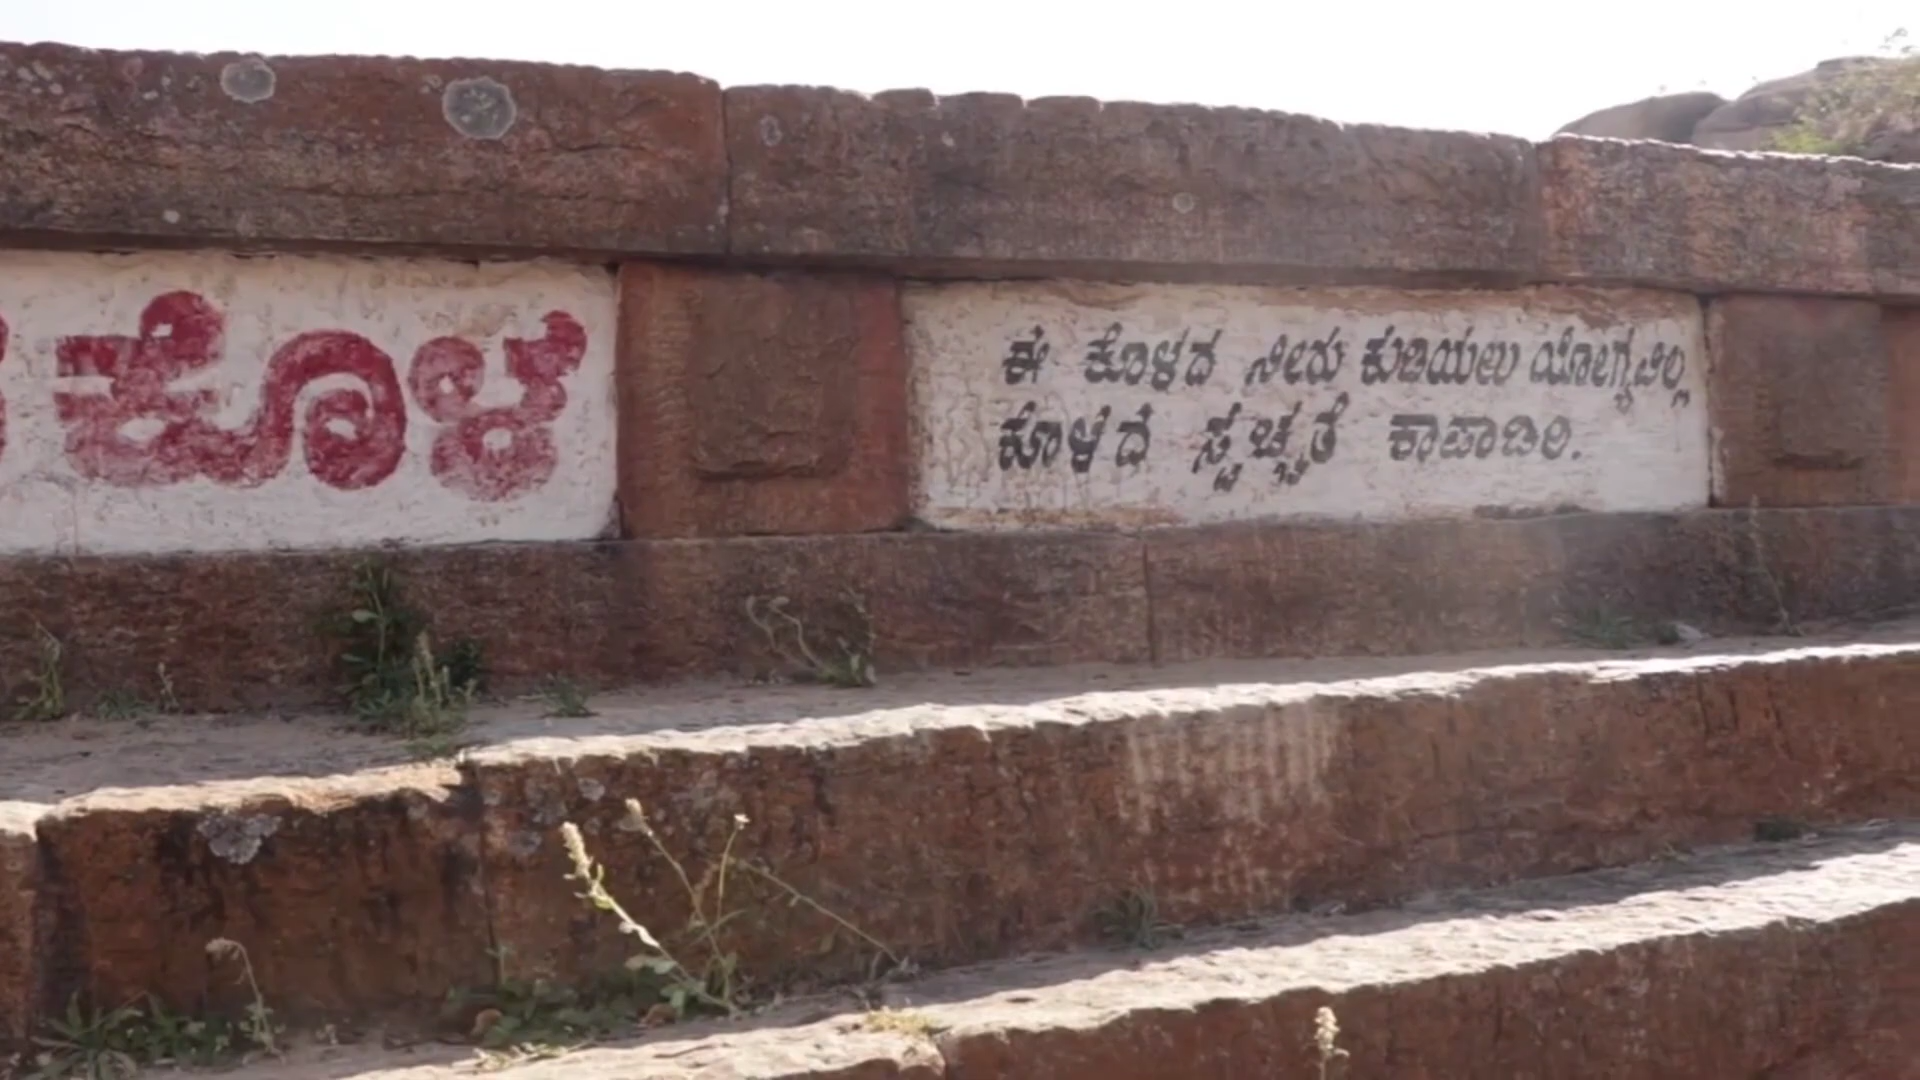 ಕೊಳ
ಈ ಕೊಳದ ನೀರು ಕುಡಿಯಲು ಯೋಗ್ಯವಿಲ್ಲ
ಕೊಳದ ಸ್ವಚ್ಛತೆ ಕಾಪಾಡಿರಿ.